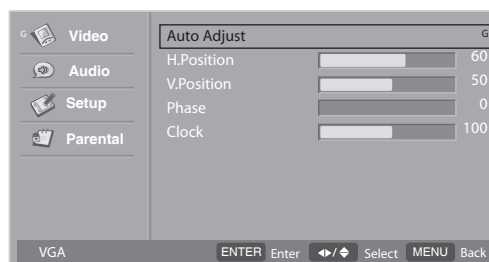 G Video
Audio
Setup
Parental
Auto Adjust G
H.Position 60
V.Position 50
Phase 0
Clock 100
VGA ENTER Enter / Select MENU Back